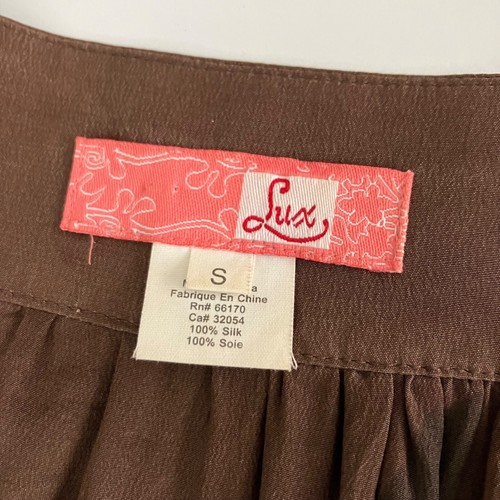 Lux
S
Fabrique En Chine
Rn# 66170
Ca# 32054
100% Silk
100% Soie